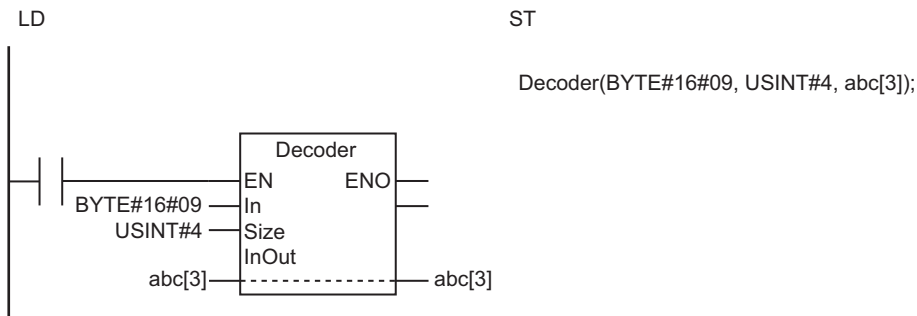 LD
ST
Decoder(BYTE#16#09, USINT#4, abc[3]);
Decoder
EN ENO
BYTE#16#09 In
USINT#4 Size
InOut
abc[3] abc[3]